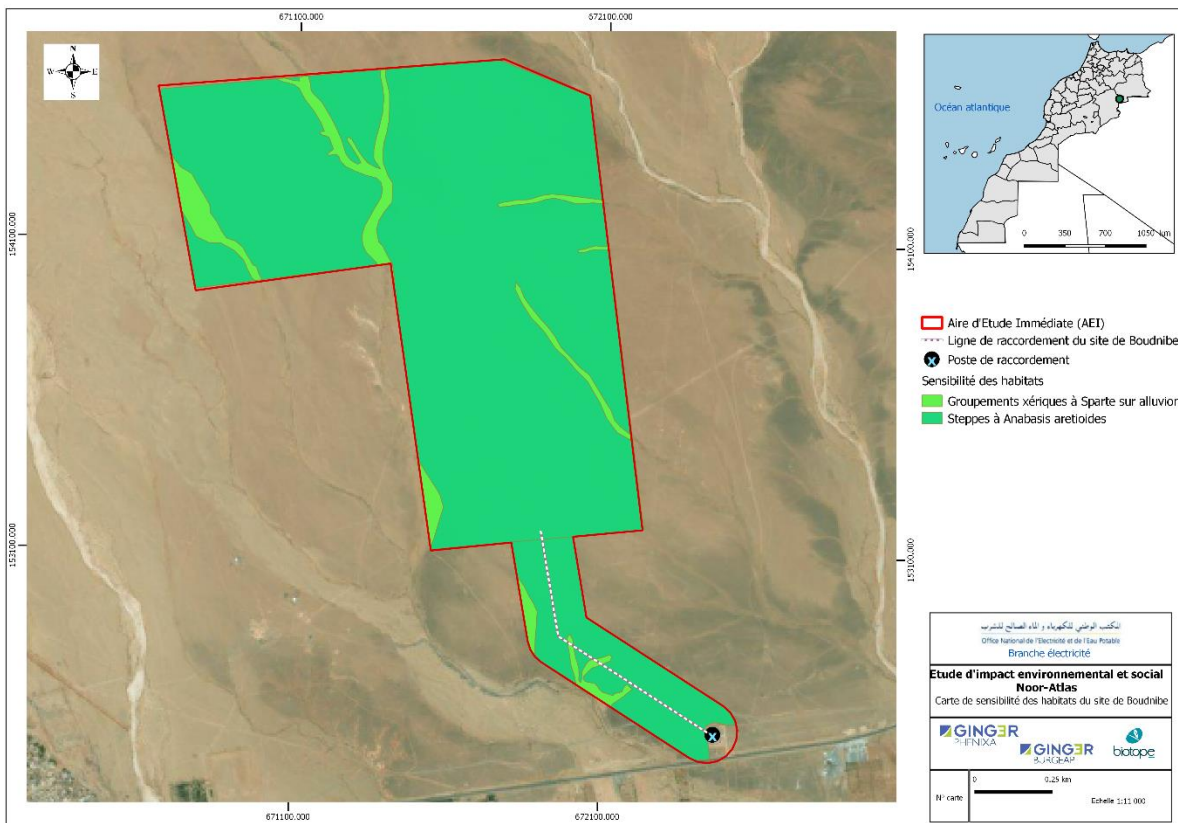 671100.000
672100.000
N
W
E
S
Océan atlantique
0 350 700 1050 km
154100.000
154100.000
Aire d'Etude Immédiate (AEI)
Ligne de raccordement du site de Boudnibe
X
Poste de raccordement
Sensibilité des habitats
Groupements xériques à Sparte sur alluvion
Steppes à Anabasis aretioides
153100.000
153100.000
المكتب الوطني للكهرباء و الماء الصالح للشرب
Office National de l'Electricité et de l'Eau Potable
Branche électricité
Etude d'impact environnemental et social
Noor-Atlas
Carte de sensibilité des habitats du site de Boudnibe
GINGER
PHENIXA
GINGER
BURGEAP
biotope
N° carte
0 0.25 km
Echelle 1:11 000
X
671100.000
672100.000